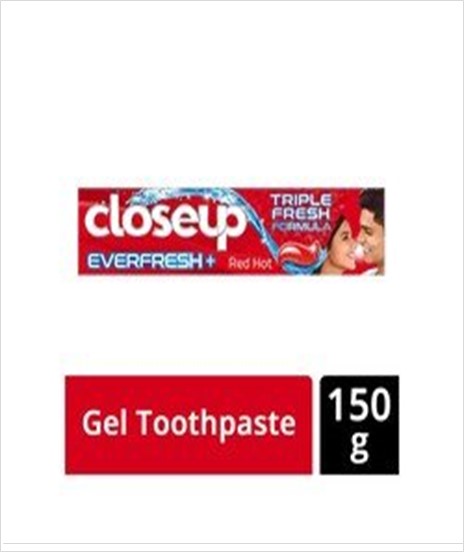 closeup
TRIPLE
FRESH
FORMULA
EVERFRESH+
Red Hot
Gel Toothpaste
150
g